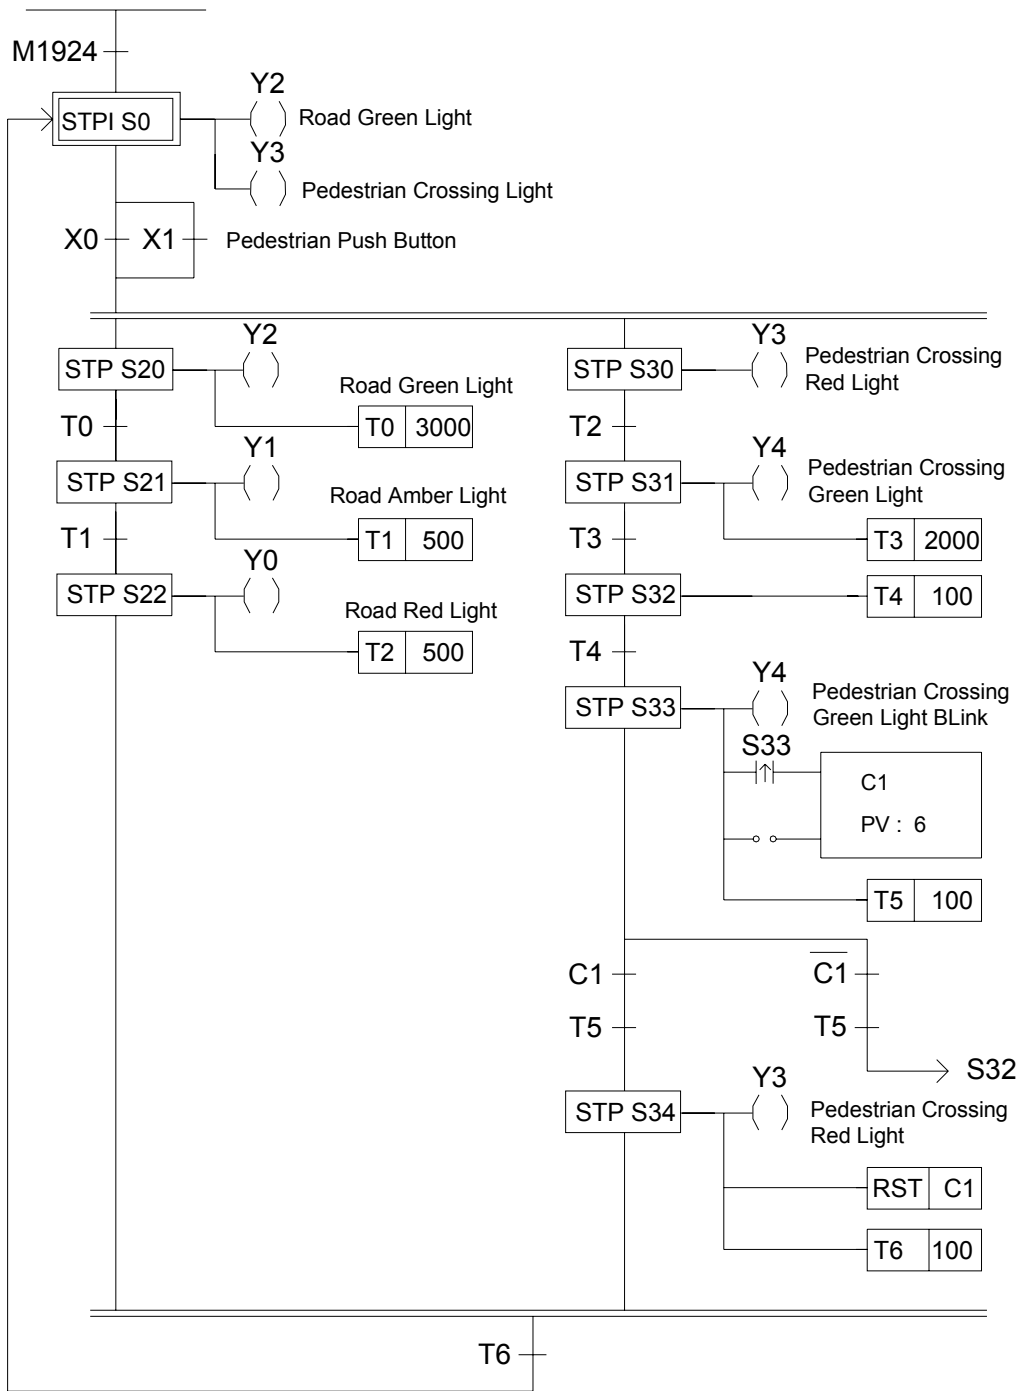 M1924
STPI S0
Y2
Road Green Light
Y3
Pedestrian Crossing Light
X0
X1
Pedestrian Push Button
STP S20
Y2
Road Green Light
T0 3000
T0
STP S21
Y1
Road Amber Light
T1 500
T1
STP S22
Y0
Road Red Light
T2 500
STP S30
Y3
Pedestrian Crossing
Red Light
T2
STP S31
Y4
Pedestrian Crossing
Green Light
T3 2000
T3
STP S32
T4 100
T4
STP S33
Y4
Pedestrian Crossing
Green Light BLink
S33
C1
PV : 6
T5 100
C1
T5
C1
T5
S32
STP S34
Y3
Pedestrian Crossing
Red Light
RST C1
T6 100
T6